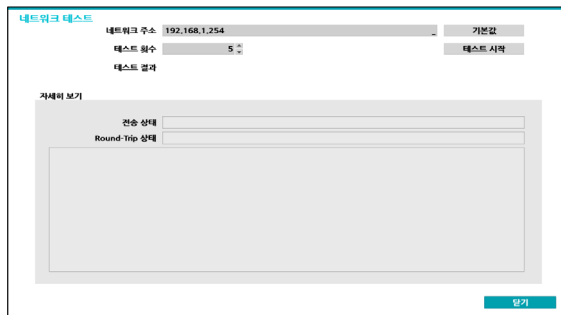 네트워크 테스트
네트워크 주소 192,168,1,254 _ 기본값
테스트 횟수 5 테스트 시작
테스트 결과
자세히 보기
전송 상태
Round-Trip 상태
닫기